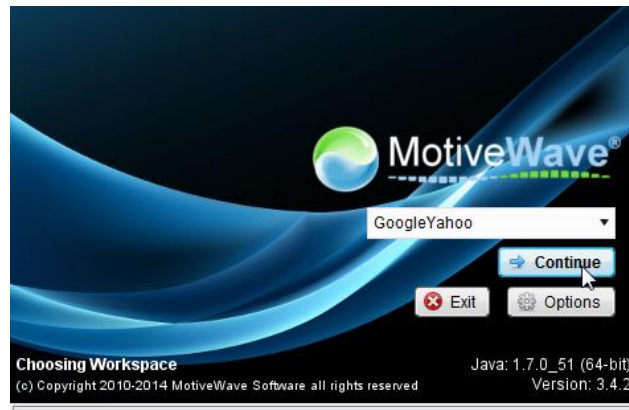 MotiveWave®
GoogleYahoo
Continue
Exit
Options
Choosing Workspace
Java: 1.7.0_51 (64-bit)
(c) Copyright 2010-2014 MotiveWave Software all rights reserved
Version: 3.4.2